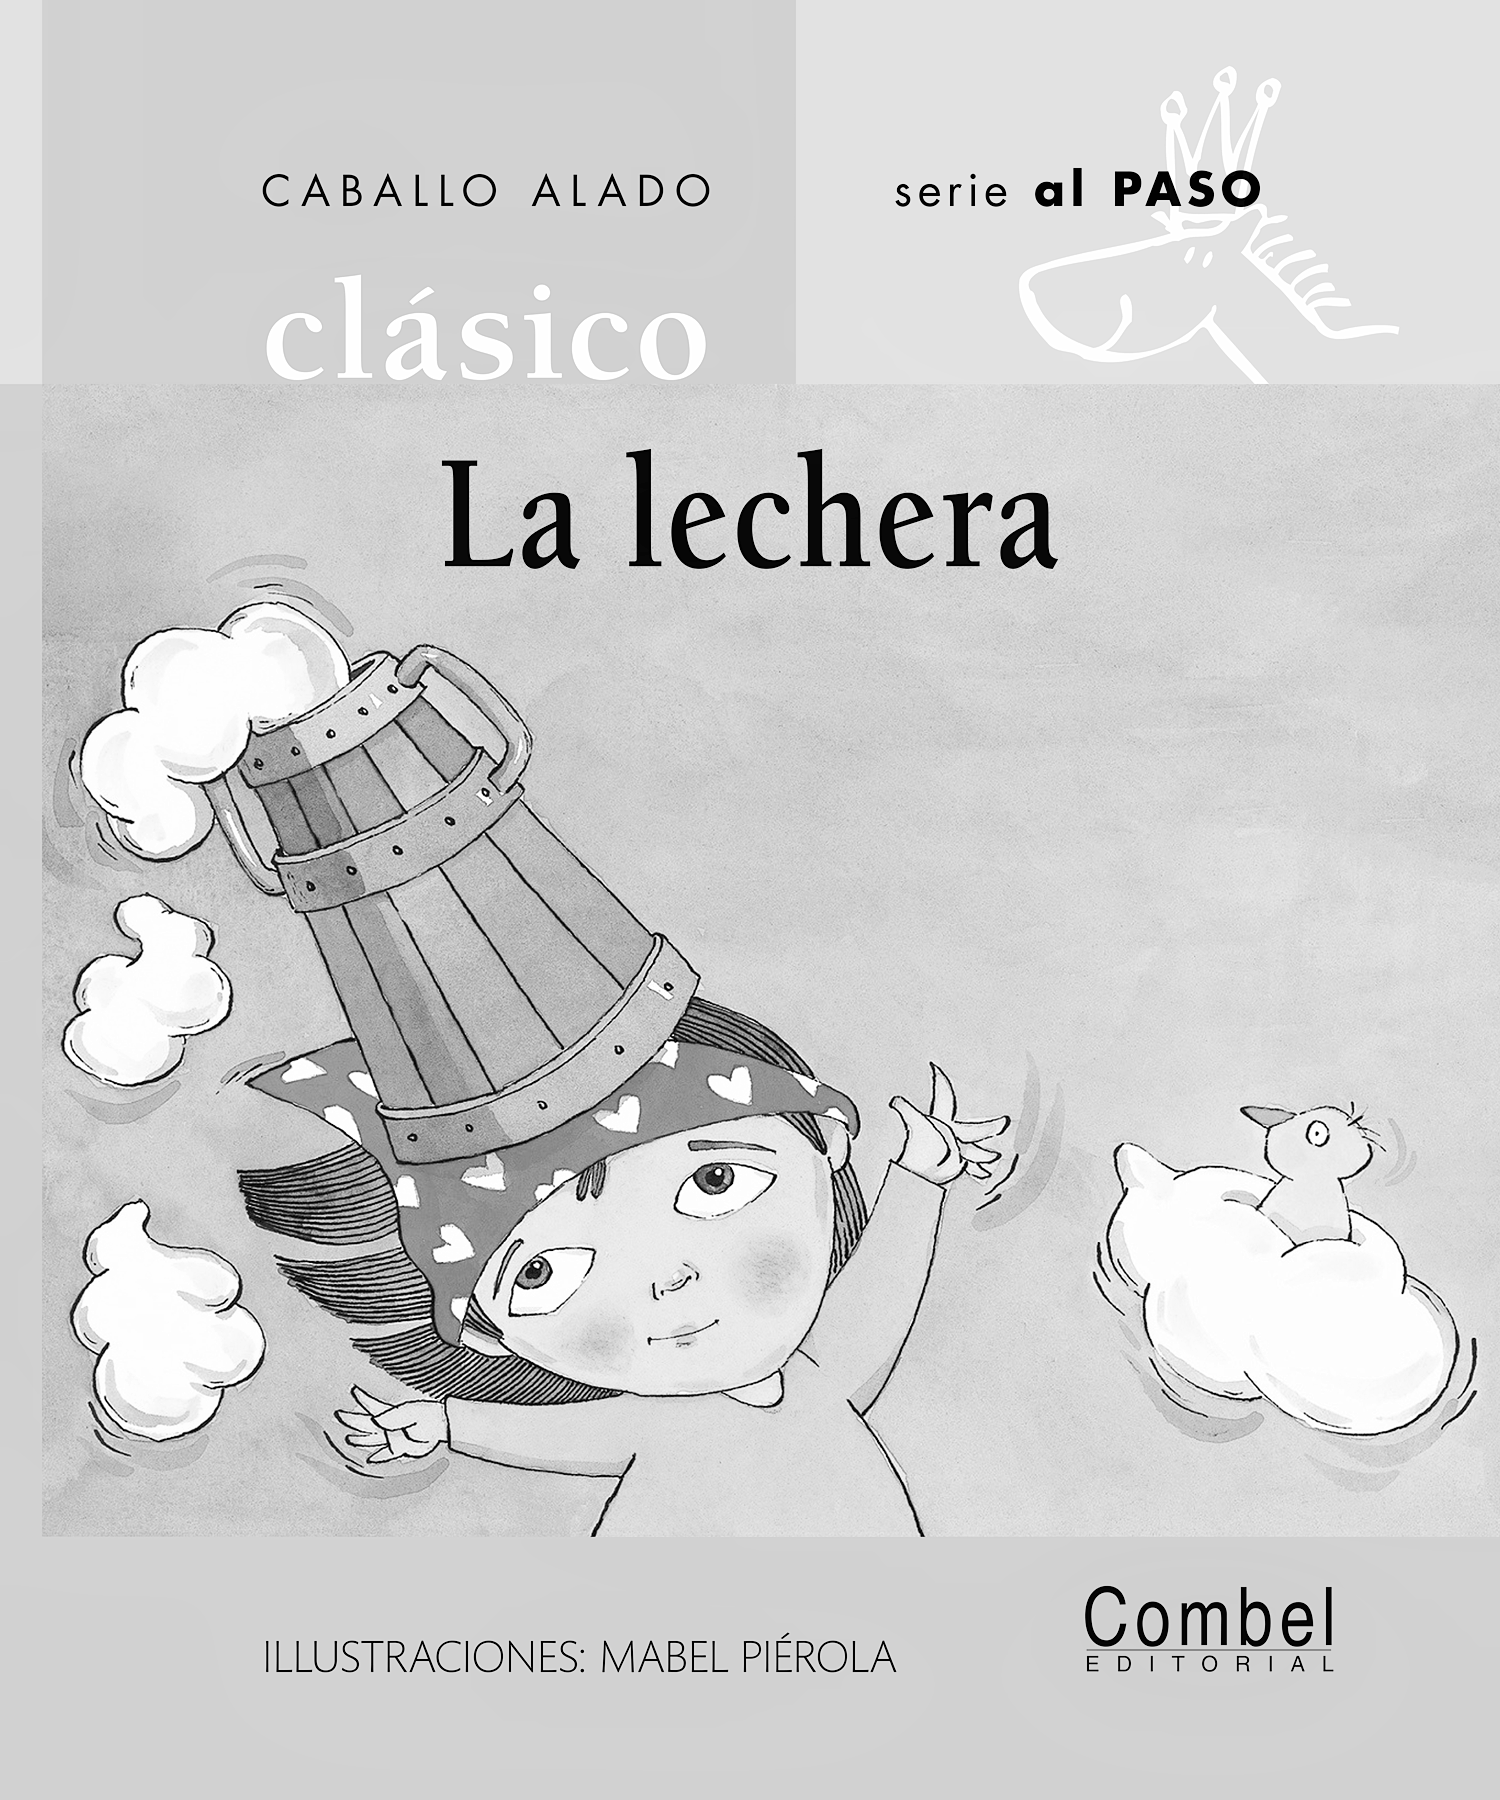 CABALLO ALADO
serie al PASO
clásico
La lechera
ILLUSTRACIONES: MABEL PIÉROLA
Combel
EDITORIAL